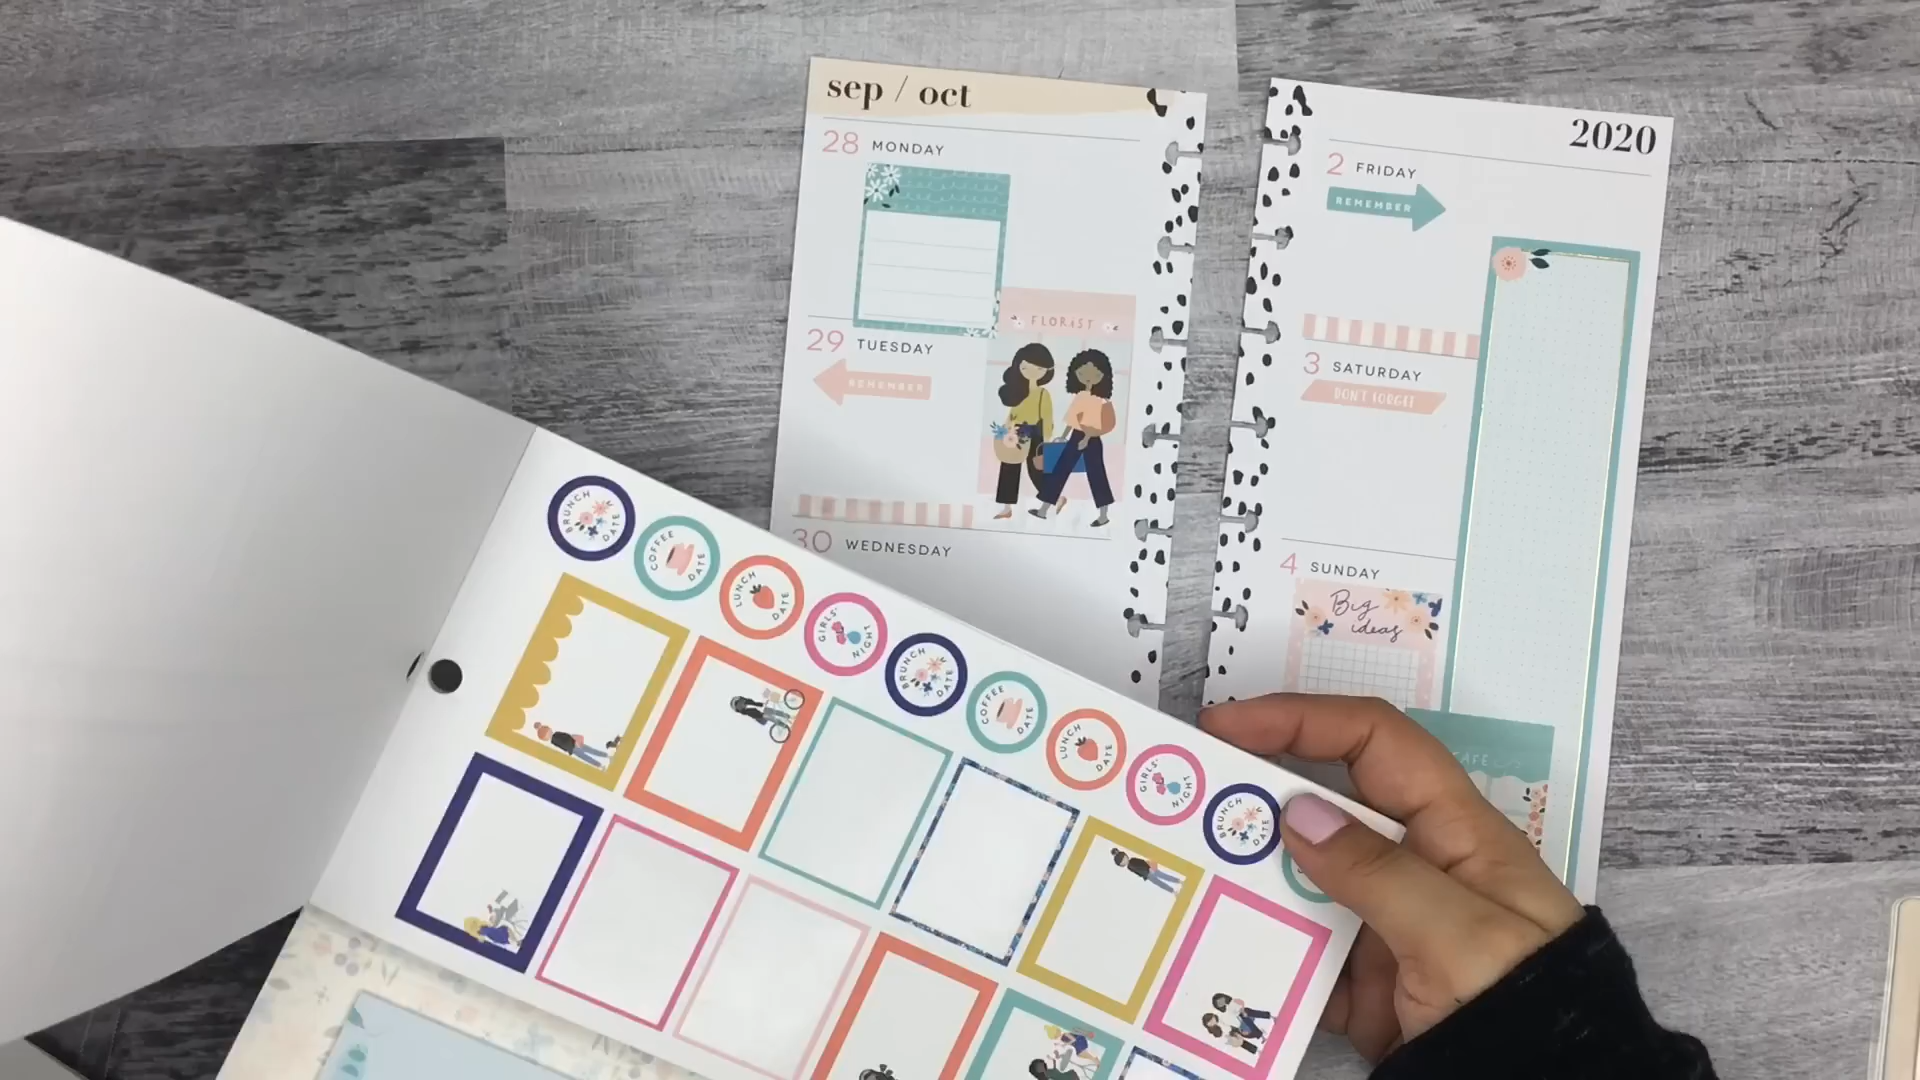 sep / oct
28 MONDAY
FLORIST
29 TUESDAY
REMEMBER
30 WEDNESDAY
2020
2 FRIDAY
REMEMBER
3 SATURDAY
DON'T FORGET
4 SUNDAY
Big
ideas
CAFE
BRUNCH DATE
COFFEE DATE
LUNCH DATE
GIRLS' NIGHT
BRUNCH DATE
COFFEE DATE
LUNCH DATE
GIRLS' NIGHT
BRUNCH DATE